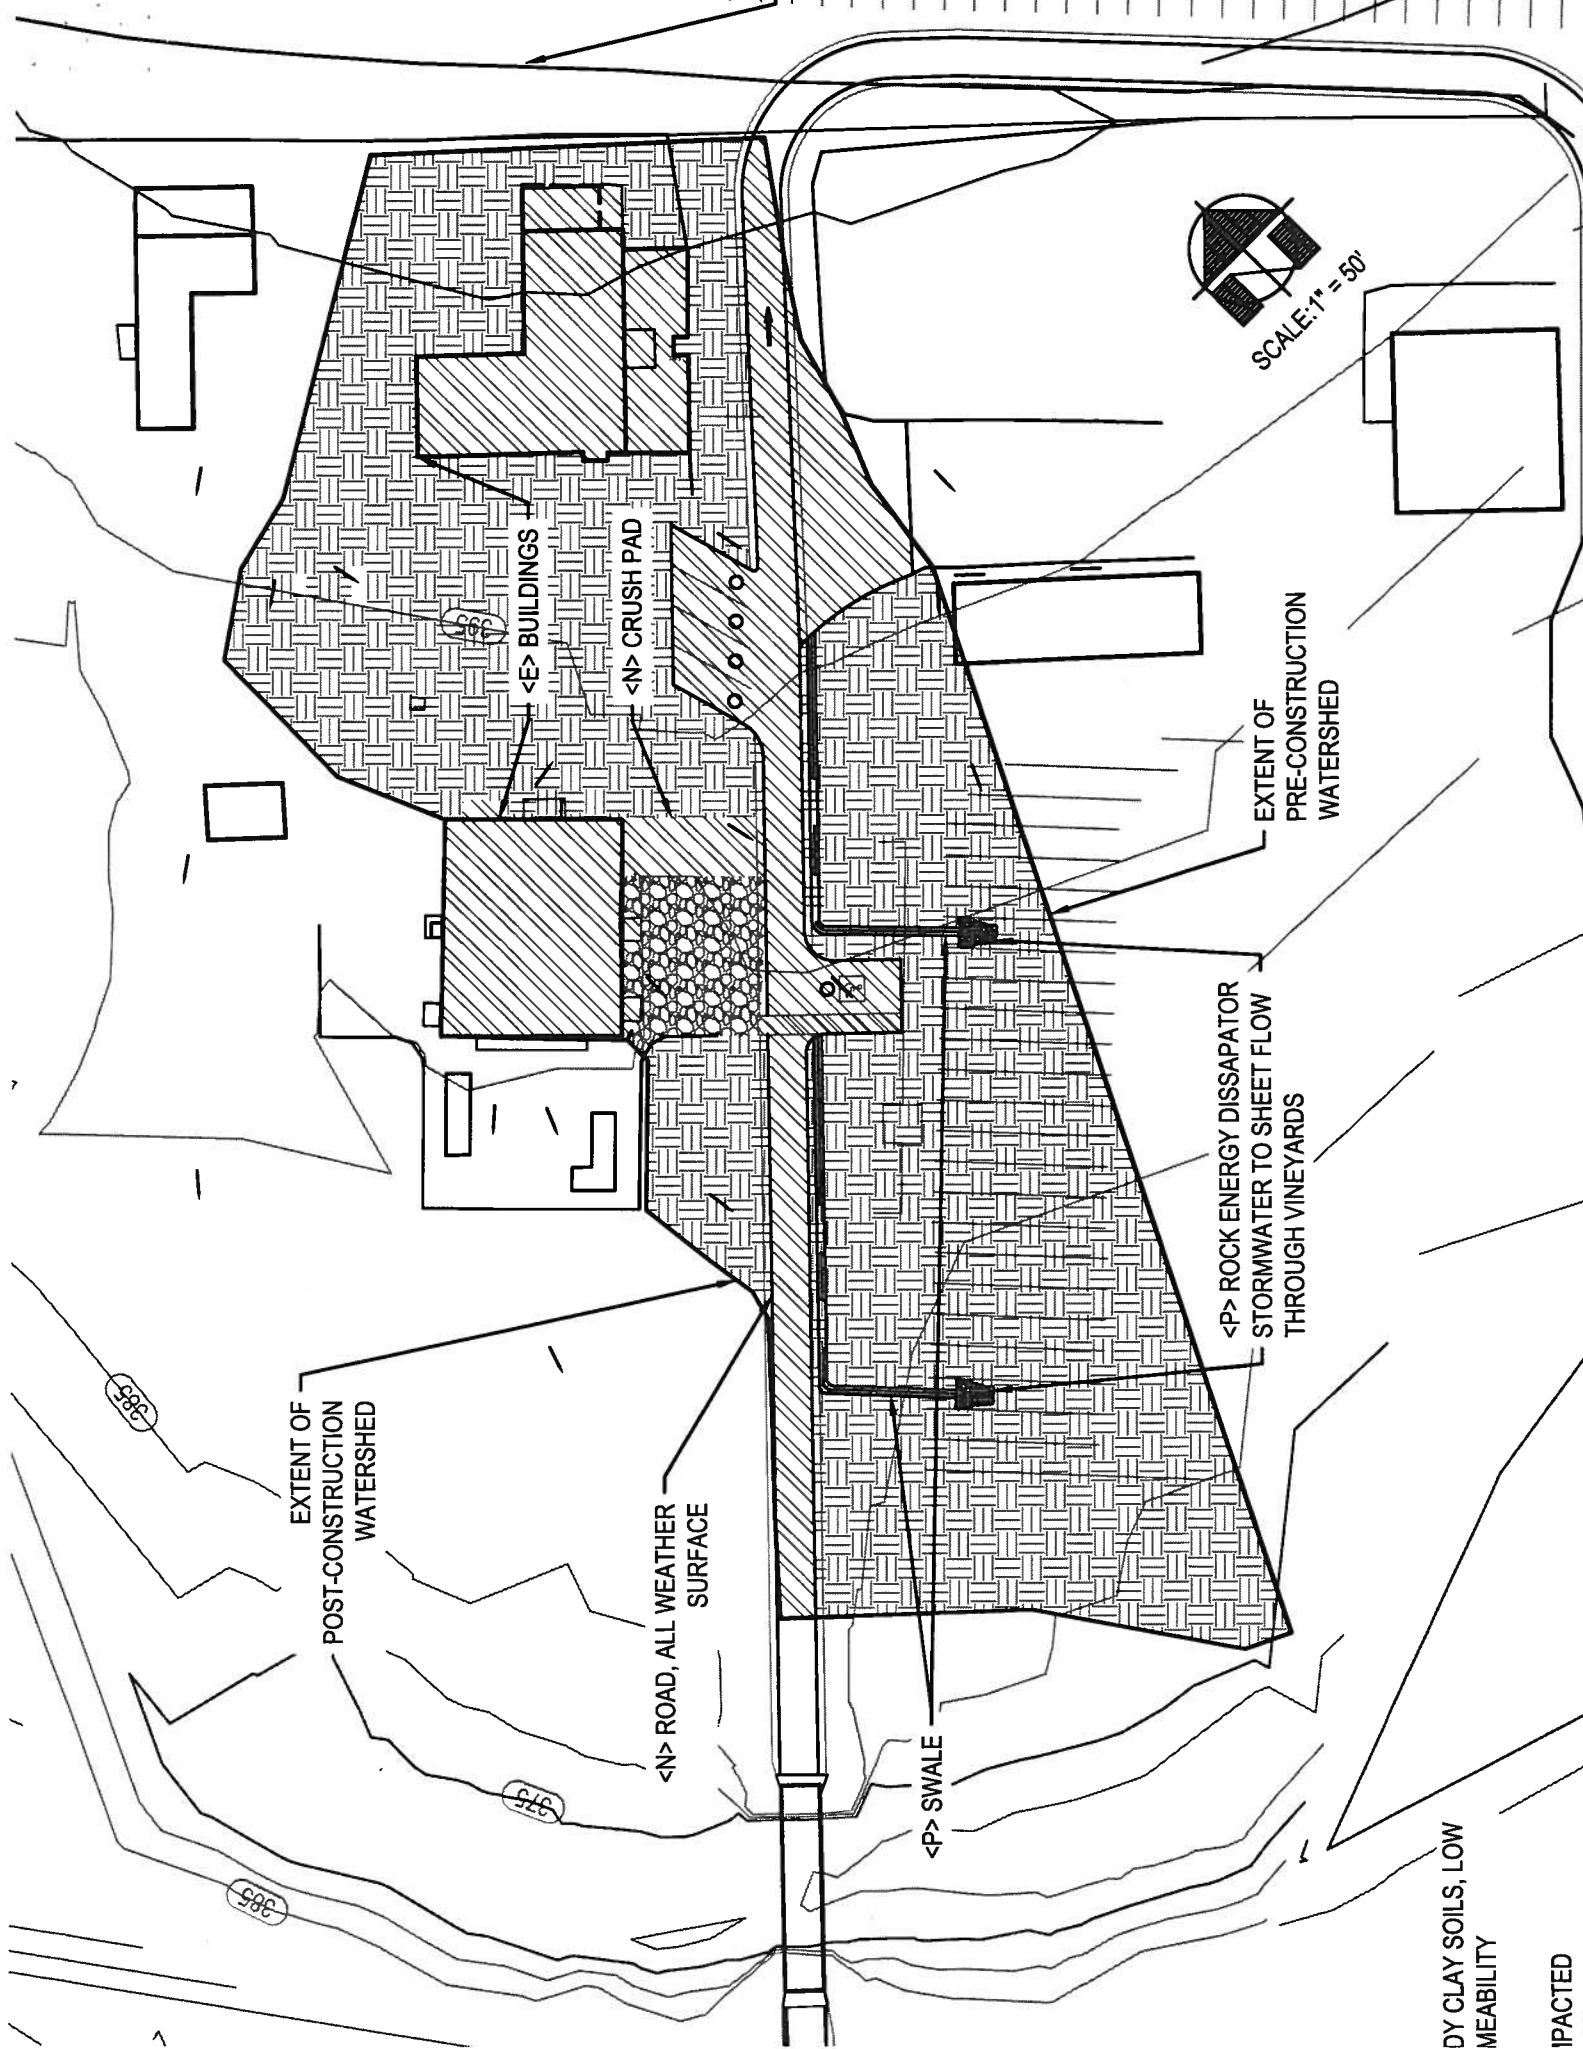 SCALE:1" = 50'
<E> BUILDINGS
<N> CRUSH PAD
395
EXTENT OF
PRE-CONSTRUCTION
WATERSHED
<P> ROCK ENERGY DISSAPATOR
STORMWATER TO SHEET FLOW
THROUGH VINEYARDS
385
EXTENT OF
POST-CONSTRUCTION
WATERSHED
<N> ROAD, ALL WEATHER
SURFACE
375
<P> SWALE
385
DY CLAY SOILS, LOW
MEABILITY
IPACTED